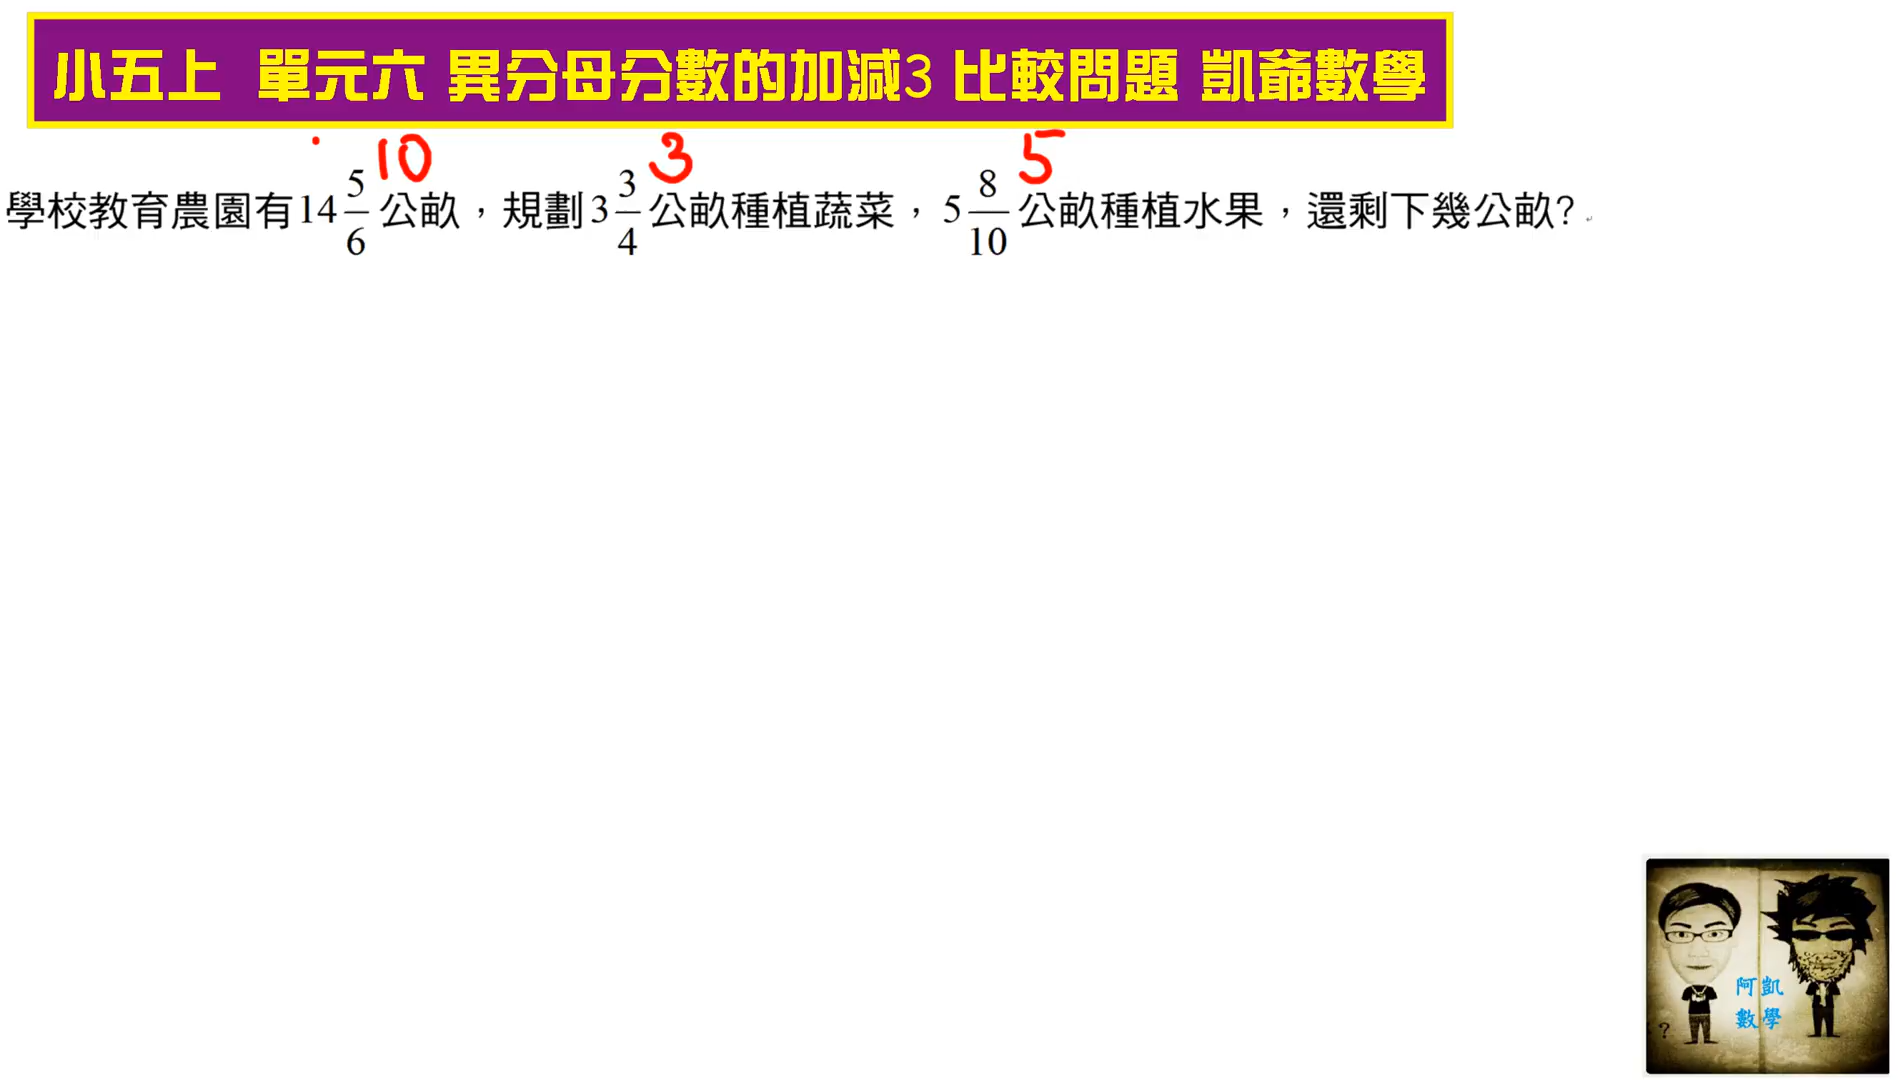 小五上 單元六 異分母分數的加減3 比較問題 凱爺數學
10 3 5
學校教育農園有14 5/6 公畝，規劃3 3/4 公畝種植蔬菜，5 8/10 公畝種植水果，還剩下幾公畝?
阿凱
數學
?